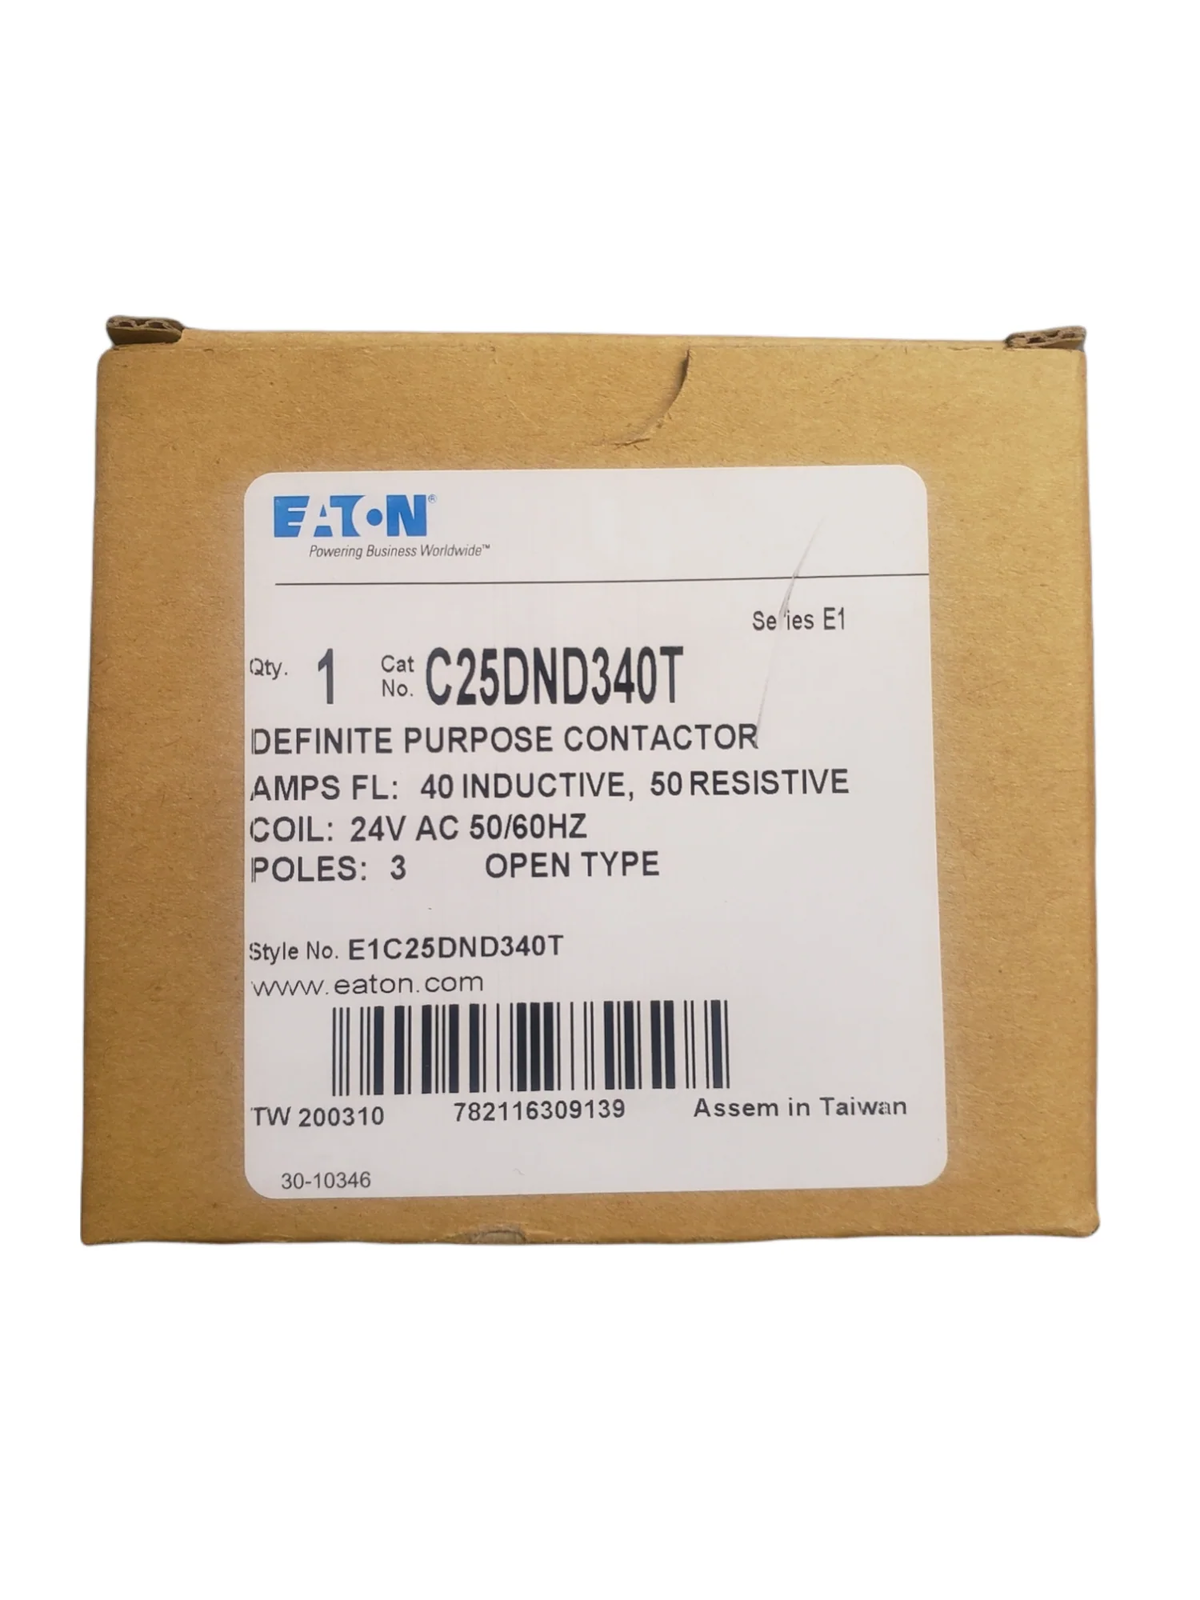 EATON®
Powering Business Worldwide™
Series E1
Qty. 1 Cat No. C25DND340T
DEFINITE PURPOSE CONTACTOR
AMPS FL: 40 INDUCTIVE, 50 RESISTIVE
COIL: 24V AC 50/60HZ
POLES: 3 OPEN TYPE
Style No. E1C25DND340T
www.eaton.com
TW 200310 782116309139 Assem in Taiwan
30-10346